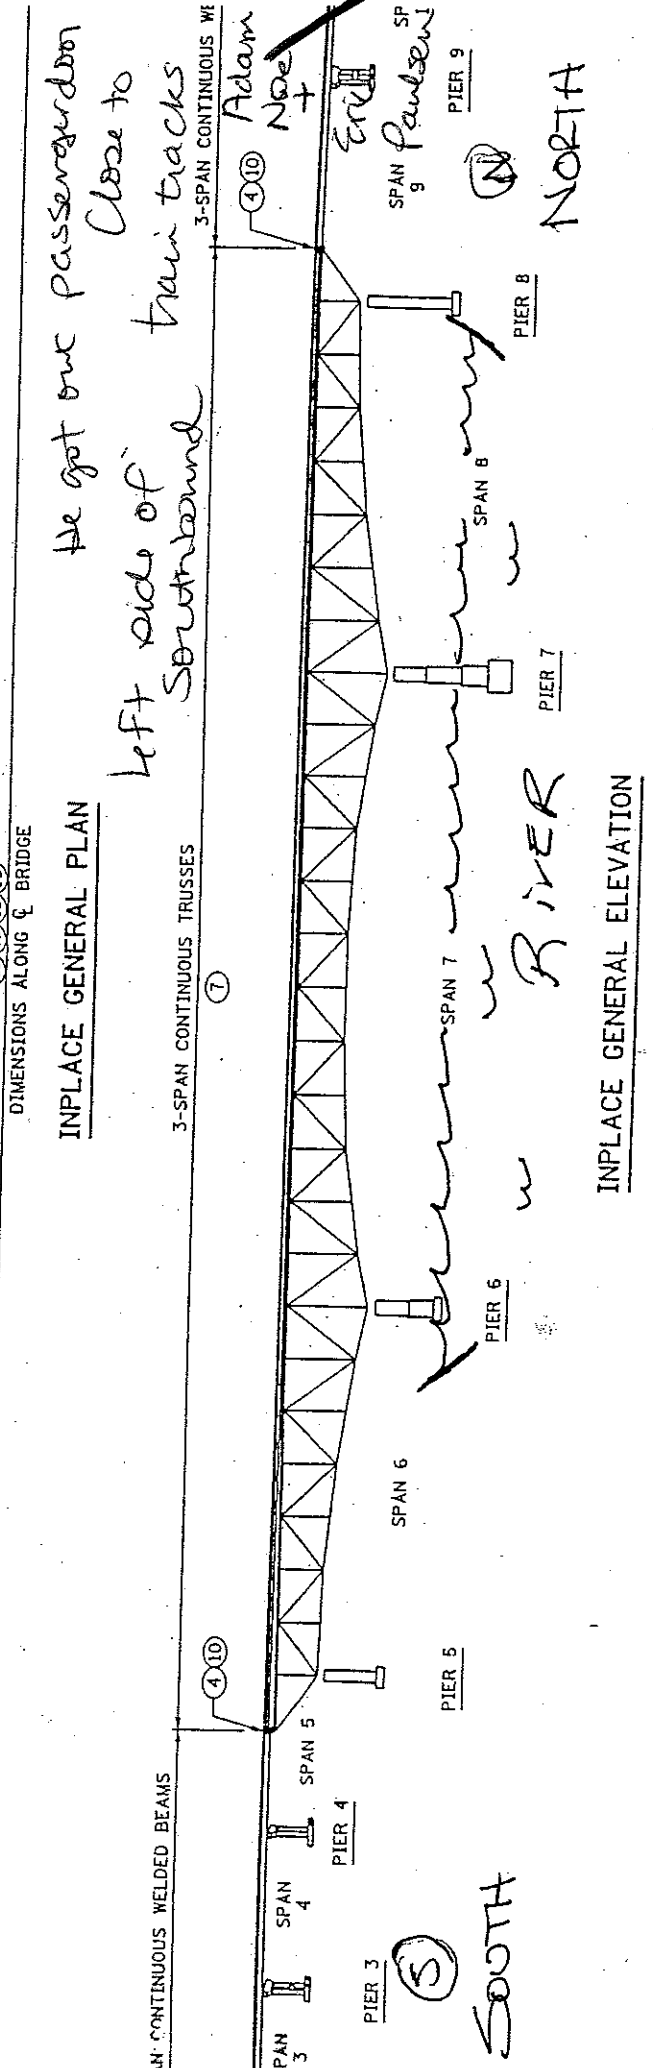 DIMENSIONS ALONG ℄ BRIDGE
INPLACE GENERAL PLAN
He got out passenger door
Close to
left side of train tracks
Southbound
AN CONTINUOUS WELDED BEAMS
3-SPAN CONTINUOUS TRUSSES
3-SPAN CONTINUOUS WE
7
4 10
4 10
Adam
+
Eric Paulsen
PAN
3
SPAN
4
SPAN 5
SPAN 6
SPAN 7
SPAN 8
SPAN
9
SP
PIER 3
PIER 4
PIER 5
PIER 6
PIER 7
PIER 8
PIER 9
S
SOUTH
RiVER
N
NORTH
INPLACE GENERAL ELEVATION